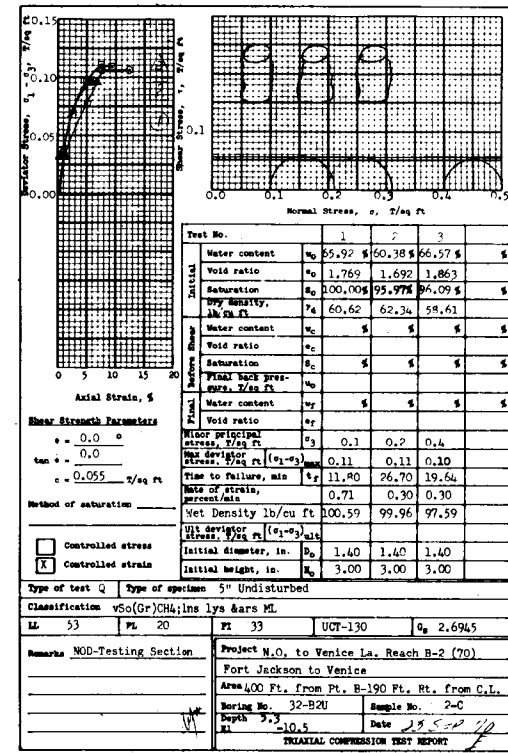 0.15
0.10
0.05
0.00
Deviator Stress, σ1 - σ3, T/sq ft
0 5 10 15 20
Axial Strain, %
Shear Stress, τ, T/sq ft
0.1
0.0 0.1 0.2 0.3 0.4 0.5
Normal Stress, σ, T/sq ft
Shear Strength Parameters
ø = 0.0 °
tan ø = 0.0
c = 0.055 T/sq ft
Method of saturation
Controlled stress
X Controlled strain
Test No. 1 2 3
Initial
Water content w0 65.92 % 60.38 % 66.57 % %
Void ratio e0 1.769 1.692 1.863
Saturation S0 100.00% 95.97% 96.09 % %
Dry density, lb/cu ft γd 60.62 62.34 58.61
Before Shear
Water content wc % % % %
Void ratio ec
Saturation Sc % % % %
Final back pressure, T/sq ft u0
Final
Water content wf % % % %
Void ratio ef
Minor principal stress, T/sq ft σ3 0.1 0.2 0.4
Max deviator stress, T/sq ft (σ1-σ3)max 0.11 0.11 0.10
Time to failure, min tf 11.80 26.70 19.64
Rate of strain, percent/min 0.71 0.30 0.30
Wet Density lb/cu ft 100.59 99.96 97.59
Ult deviator stress, T/sq ft (σ1-σ3)ult
Initial diameter, in. D0 1.40 1.40 1.40
Initial height, in. H0 3.00 3.00 3.00
Type of test Q Type of specimen 5" Undisturbed
Classification vSo(Gr)CH4;lns lys &ars ML
LL 53 PL 20 PI 33 UCT-130 Gs 2.6945
Remarks NOD-Testing Section
Project N.O. to Venice La. Reach B-2 (70)
Fort Jackson to Venice
Area 400 Ft. from Pt. B-190 Ft. Rt. from C.L.
Boring No. 32-B2U Sample No. 2-C
Depth El -10.5 Date 25 Sep 70
TRIAXIAL COMPRESSION TEST REPORT